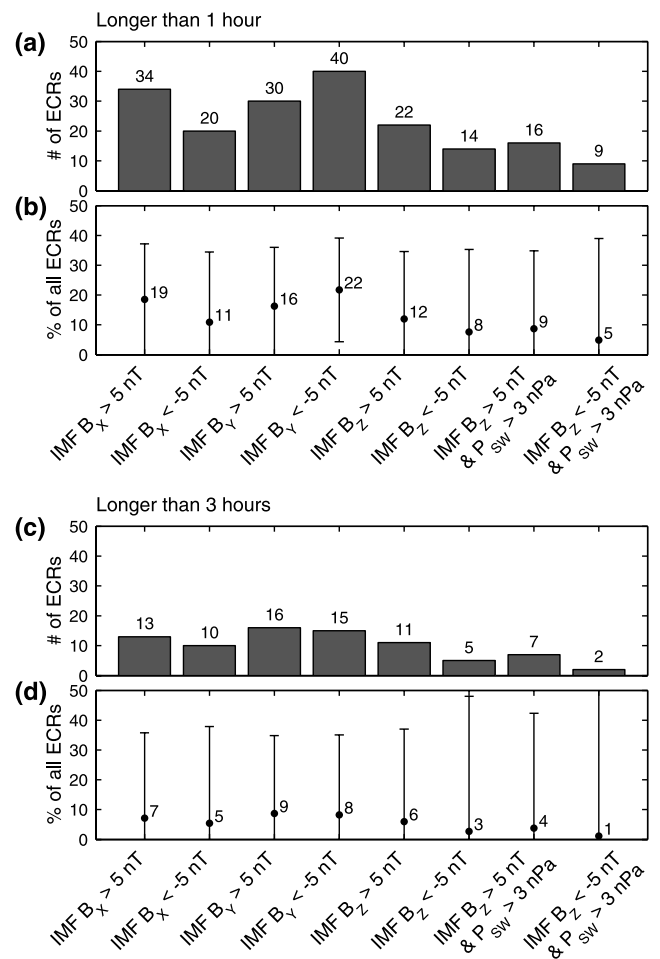 Longer than 1 hour
(a)
# of ECRs
50
40
30
20
10
0
34
20
30
40
22
14
16
9
(b)
% of all ECRs
50
40
30
20
10
0
19
11
16
22
12
8
9
5
IMF BX > 5 nT
IMF BX < -5 nT
IMF BY > 5 nT
IMF BY < -5 nT
IMF BZ > 5 nT
IMF BZ < -5 nT
IMF BZ > 5 nT
& PSW > 3 nPa
IMF BZ < -5 nT
& PSW > 3 nPa
Longer than 3 hours
(c)
# of ECRs
50
40
30
20
10
0
13
10
16
15
11
5
7
2
(d)
% of all ECRs
50
40
30
20
10
0
7
5
9
8
6
3
4
1
IMF BX > 5 nT
IMF BX < -5 nT
IMF BY > 5 nT
IMF BY < -5 nT
IMF BZ > 5 nT
IMF BZ < -5 nT
IMF BZ > 5 nT
& PSW > 3 nPa
IMF BZ < -5 nT
& PSW > 3 nPa